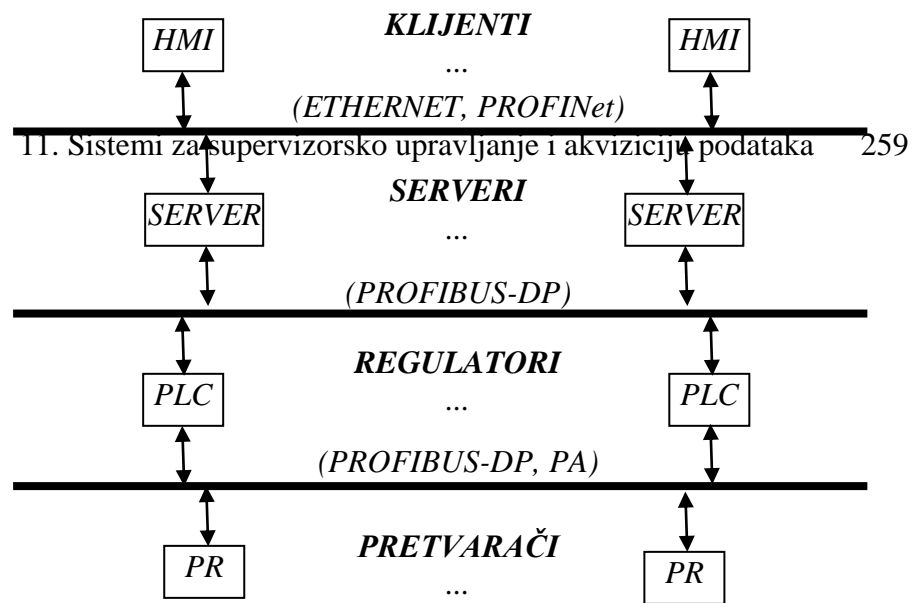 HMI KLIJENTI HMI
...
(ETHERNET, PROFINet)
11. Sistemi za supervizorsko upravljanje i akviziciju podataka 259
SERVERI
SERVER ... SERVER
(PROFIBUS-DP)
REGULATORI
PLC ... PLC
(PROFIBUS-DP, PA)
PR PRETVARAČI PR
...